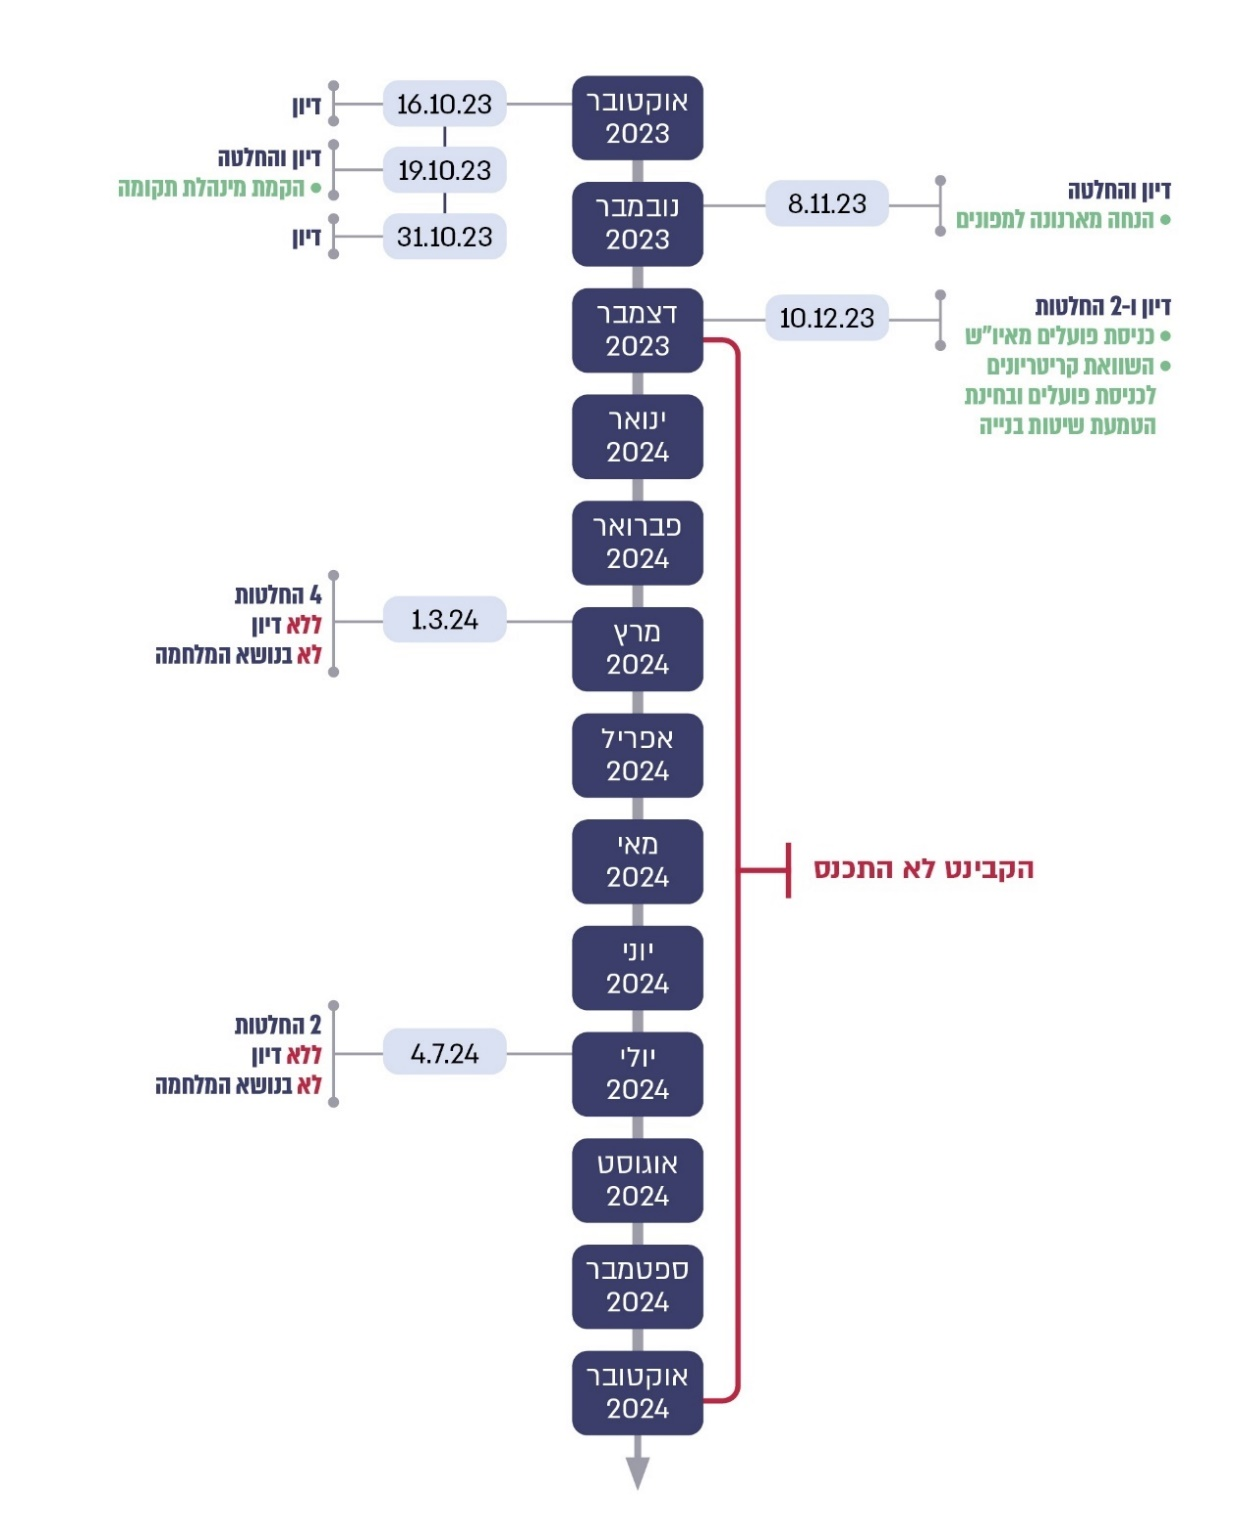 אוקטובר
2023
16.10.23
דיון
19.10.23
דיון והחלטה
• הקמת מינהלת תקומה
31.10.23
דיון
נובמבר
2023
8.11.23
דיון והחלטה
• הנחה מארנונה למפונים
דצמבר
2023
10.12.23
דיון ו-2 החלטות
• כניסת פועלים מאיו"ש
• השוואת קריטריונים
לכניסת פועלים ובחינת
הטמעת שיטות בנייה
ינואר
2024
פברואר
2024
מרץ
2024
1.3.24
4 החלטות
ללא דיון
לא בנושא המלחמה
אפריל
2024
מאי
2024
הקבינט לא התכנס
יוני
2024
יולי
2024
4.7.24
2 החלטות
ללא דיון
לא בנושא המלחמה
אוגוסט
2024
ספטמבר
2024
אוקטובר
2024